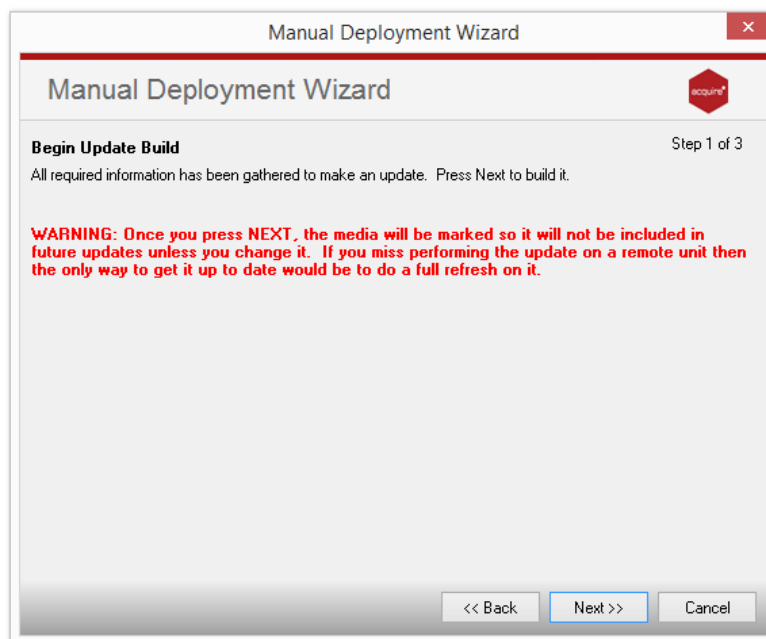 Manual Deployment Wizard
Manual Deployment Wizard
acquire
Begin Update Build
Step 1 of 3
All required information has been gathered to make an update.  Press Next to build it.
WARNING: Once you press NEXT, the media will be marked so it will not be included in
future updates unless you change it.  If you miss performing the update on a remote unit then
the only way to get it up to date would be to do a full refresh on it.
<< Back
Next >>
Cancel